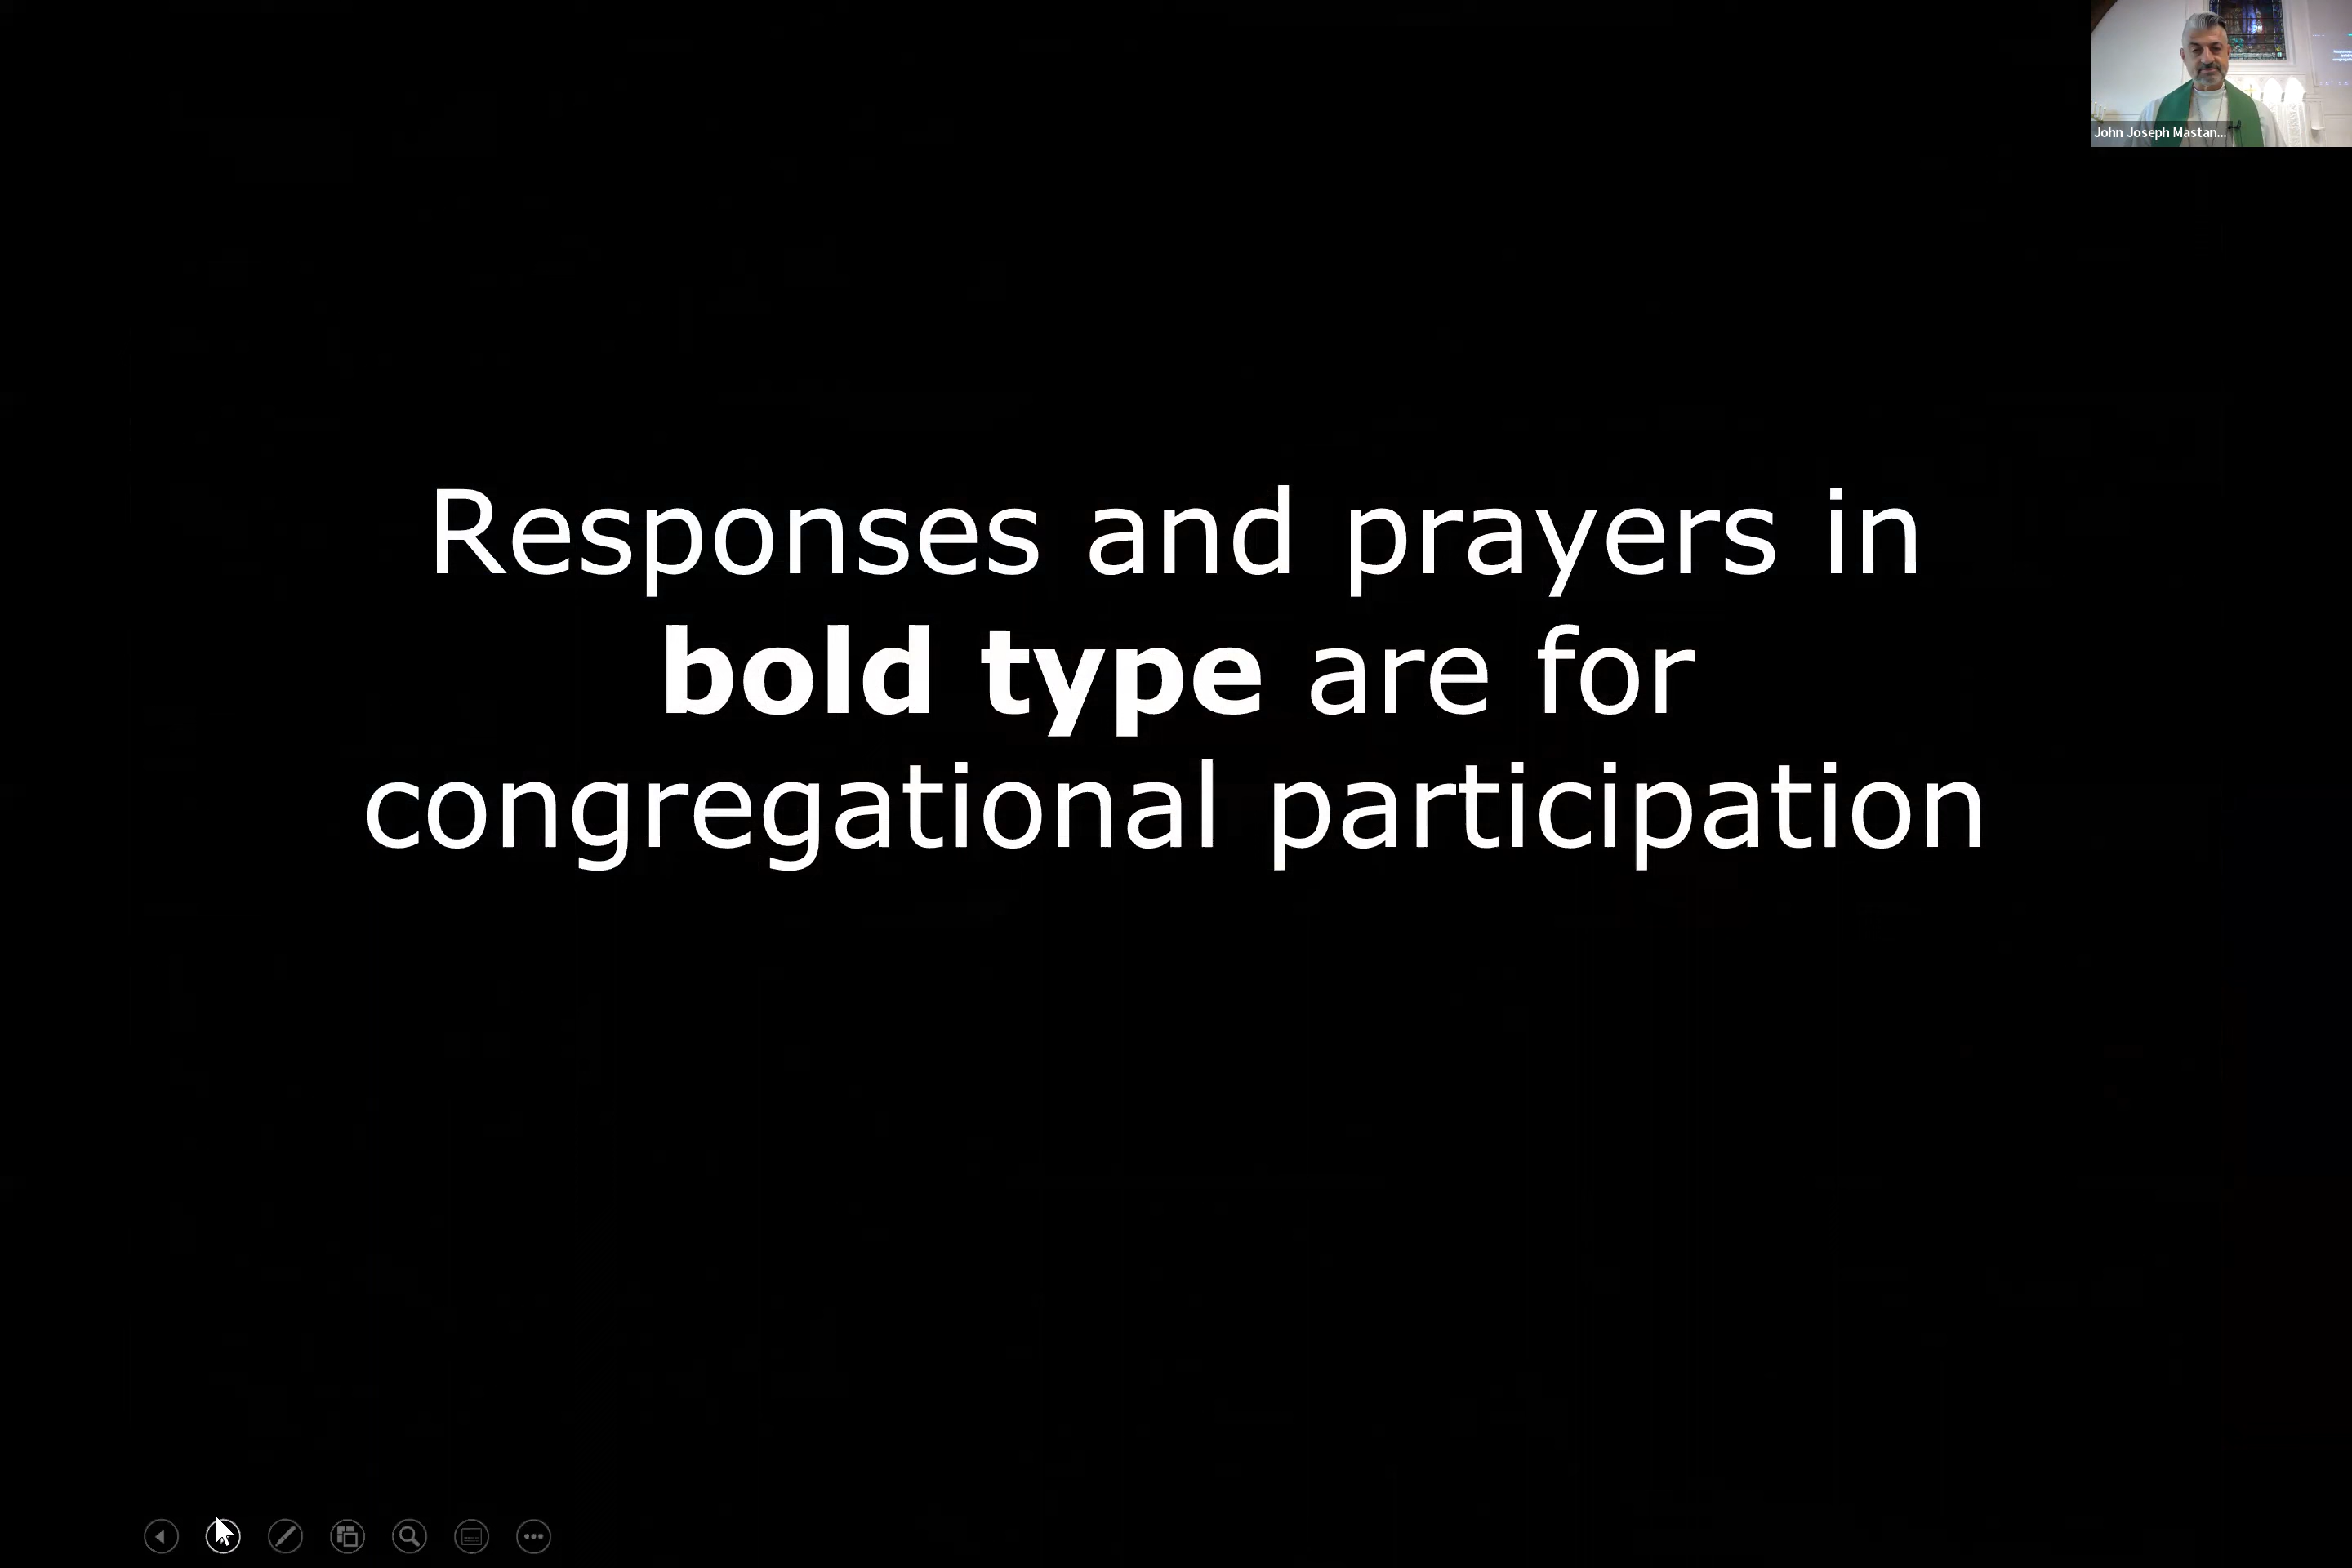 John Joseph Mastan...
Responses and prayers in
bold type are for
congregational participation